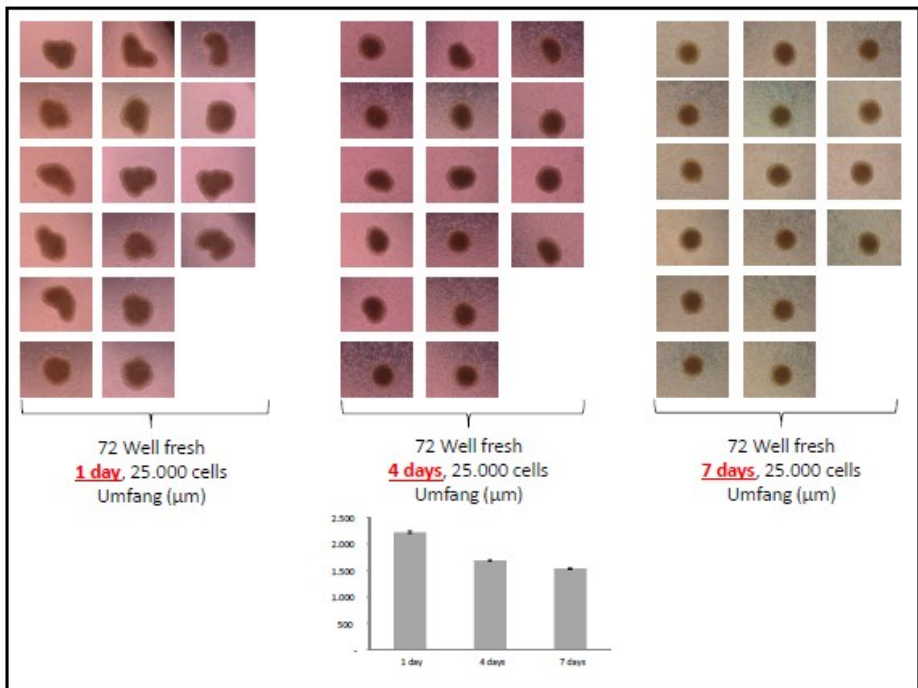 72 Well fresh
1 day, 25.000 cells
Umfang (µm)
72 Well fresh
4 days, 25.000 cells
Umfang (µm)
72 Well fresh
7 days, 25.000 cells
Umfang (µm)
2.500
2.000
1.500
1.000
500
-
1 day 4 days 7 days